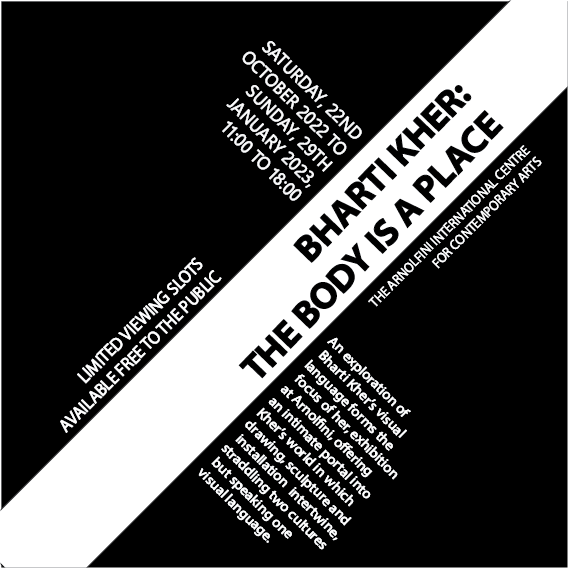 SATURDAY, 22ND
OCTOBER 2022 TO
SUNDAY, 29TH
JANUARY 2023,
11:00 TO 18:00
BHARTI KHER:
THE BODY IS A PLACE
THE ARNOLFINI INTERNATIONAL CENTRE
FOR CONTEMPORARY ARTS
LIMITED VIEWING SLOTS
AVAILABLE FREE TO THE PUBLIC
An exploration of
Bharti Kher's visual
language forms the
focus of her exhibition
at Arnolfini, offering
an intimate portal into
Kher's world in which
drawing, sculpture and
installation intertwine,
straddling two cultures
but speaking one
visual language.